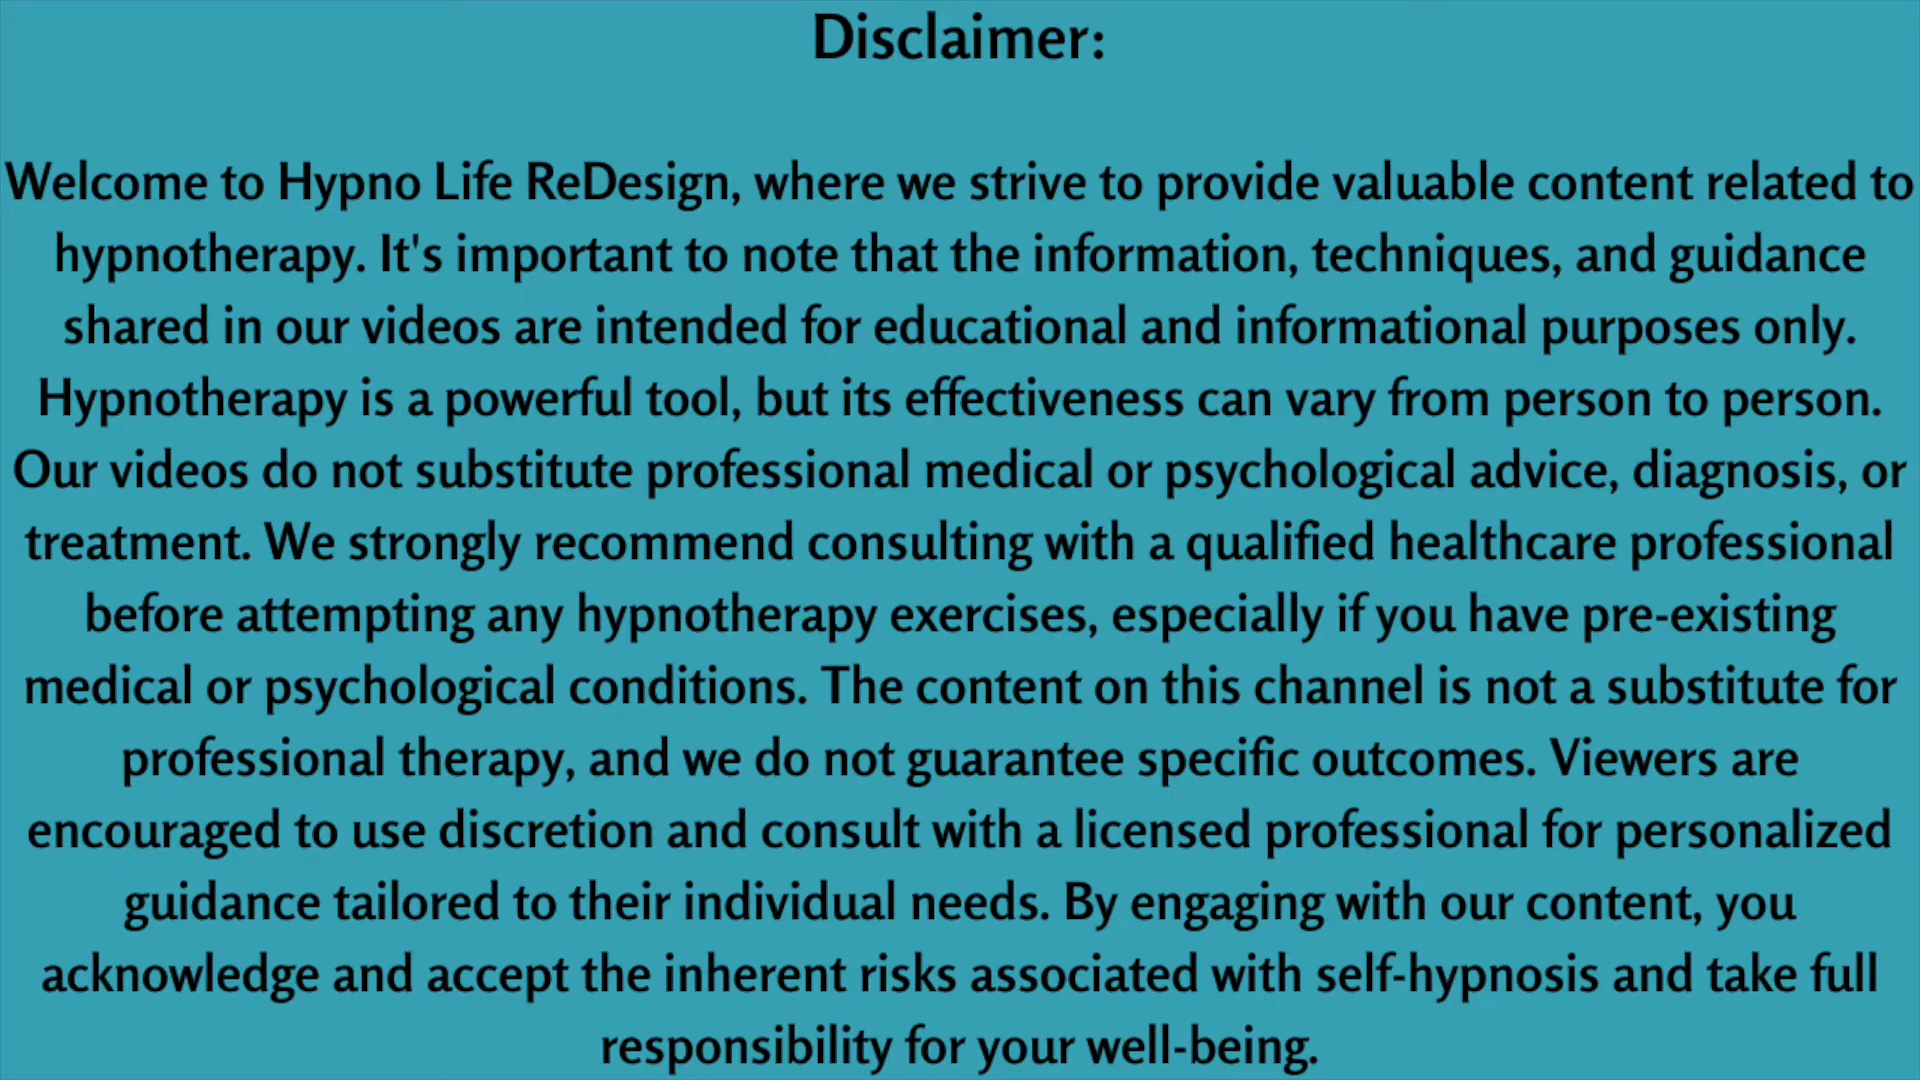 Disclaimer:
Welcome to Hypno Life ReDesign, where we strive to provide valuable content related to
hypnotherapy. It's important to note that the information, techniques, and guidance
shared in our videos are intended for educational and informational purposes only.
Hypnotherapy is a powerful tool, but its effectiveness can vary from person to person.
Our videos do not substitute professional medical or psychological advice, diagnosis, or
treatment. We strongly recommend consulting with a qualified healthcare professional
before attempting any hypnotherapy exercises, especially if you have pre-existing
medical or psychological conditions. The content on this channel is not a substitute for
professional therapy, and we do not guarantee specific outcomes. Viewers are
encouraged to use discretion and consult with a licensed professional for personalized
guidance tailored to their individual needs. By engaging with our content, you
acknowledge and accept the inherent risks associated with self-hypnosis and take full
responsibility for your well-being.